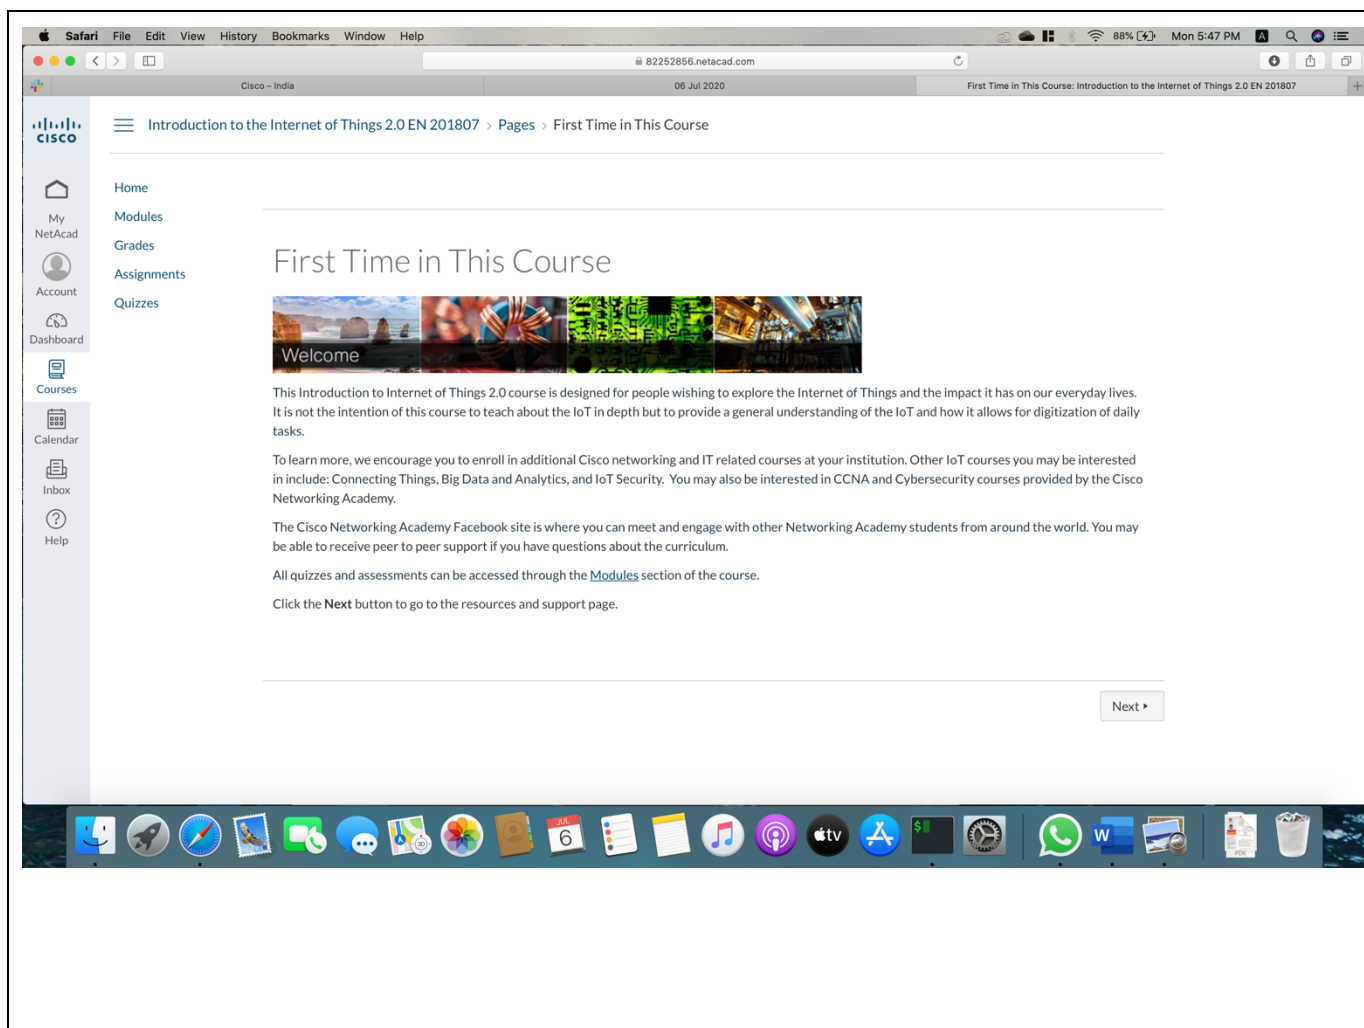 Safari File Edit View History Bookmarks Window Help 88% Mon 5:47 PM A
82252856.netacad.com
Cisco – India 06 Jul 2020 First Time in This Course: Introduction to the Internet of Things 2.0 EN 201807
CISCO
Introduction to the Internet of Things 2.0 EN 201807 > Pages > First Time in This Course
My NetAcad
Account
Dashboard
Courses
Calendar
Inbox
Help
Home
Modules
Grades
Assignments
Quizzes
First Time in This Course
Welcome
This Introduction to Internet of Things 2.0 course is designed for people wishing to explore the Internet of Things and the impact it has on our everyday lives.
It is not the intention of this course to teach about the IoT in depth but to provide a general understanding of the IoT and how it allows for digitization of daily
tasks.
To learn more, we encourage you to enroll in additional Cisco networking and IT related courses at your institution. Other IoT courses you may be interested
in include: Connecting Things, Big Data and Analytics, and IoT Security. You may also be interested in CCNA and Cybersecurity courses provided by the Cisco
Networking Academy.
The Cisco Networking Academy Facebook site is where you can meet and engage with other Networking Academy students from around the world. You may
be able to receive peer to peer support if you have questions about the curriculum.
All quizzes and assessments can be accessed through the Modules section of the course.
Click the Next button to go to the resources and support page.
Next
JUL
6
tv
$
W
PDF